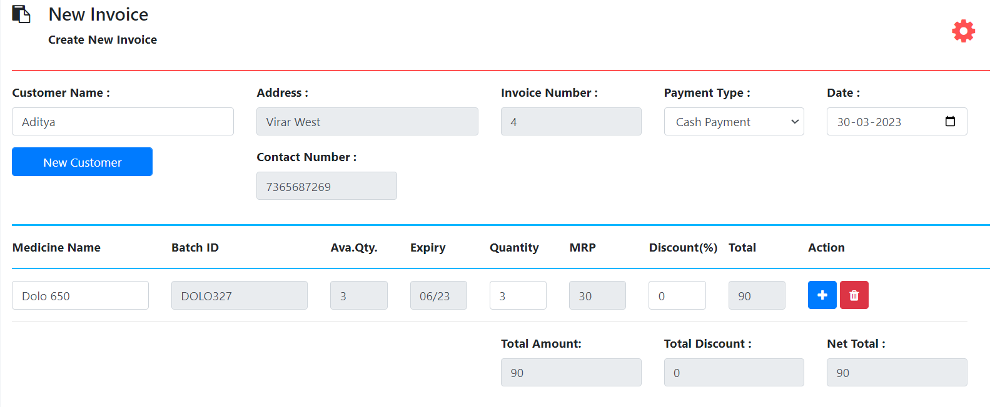 New Invoice
Create New Invoice
Customer Name : Address : Invoice Number : Payment Type : Date :
Aditya Virar West 4 Cash Payment 30-03-2023
New Customer Contact Number :
7365687269
Medicine Name Batch ID Ava.Qty. Expiry Quantity MRP Discount(%) Total Action
Dolo 650 DOLO327 3 06/23 3 30 0 90
Total Amount: Total Discount : Net Total :
90 0 90